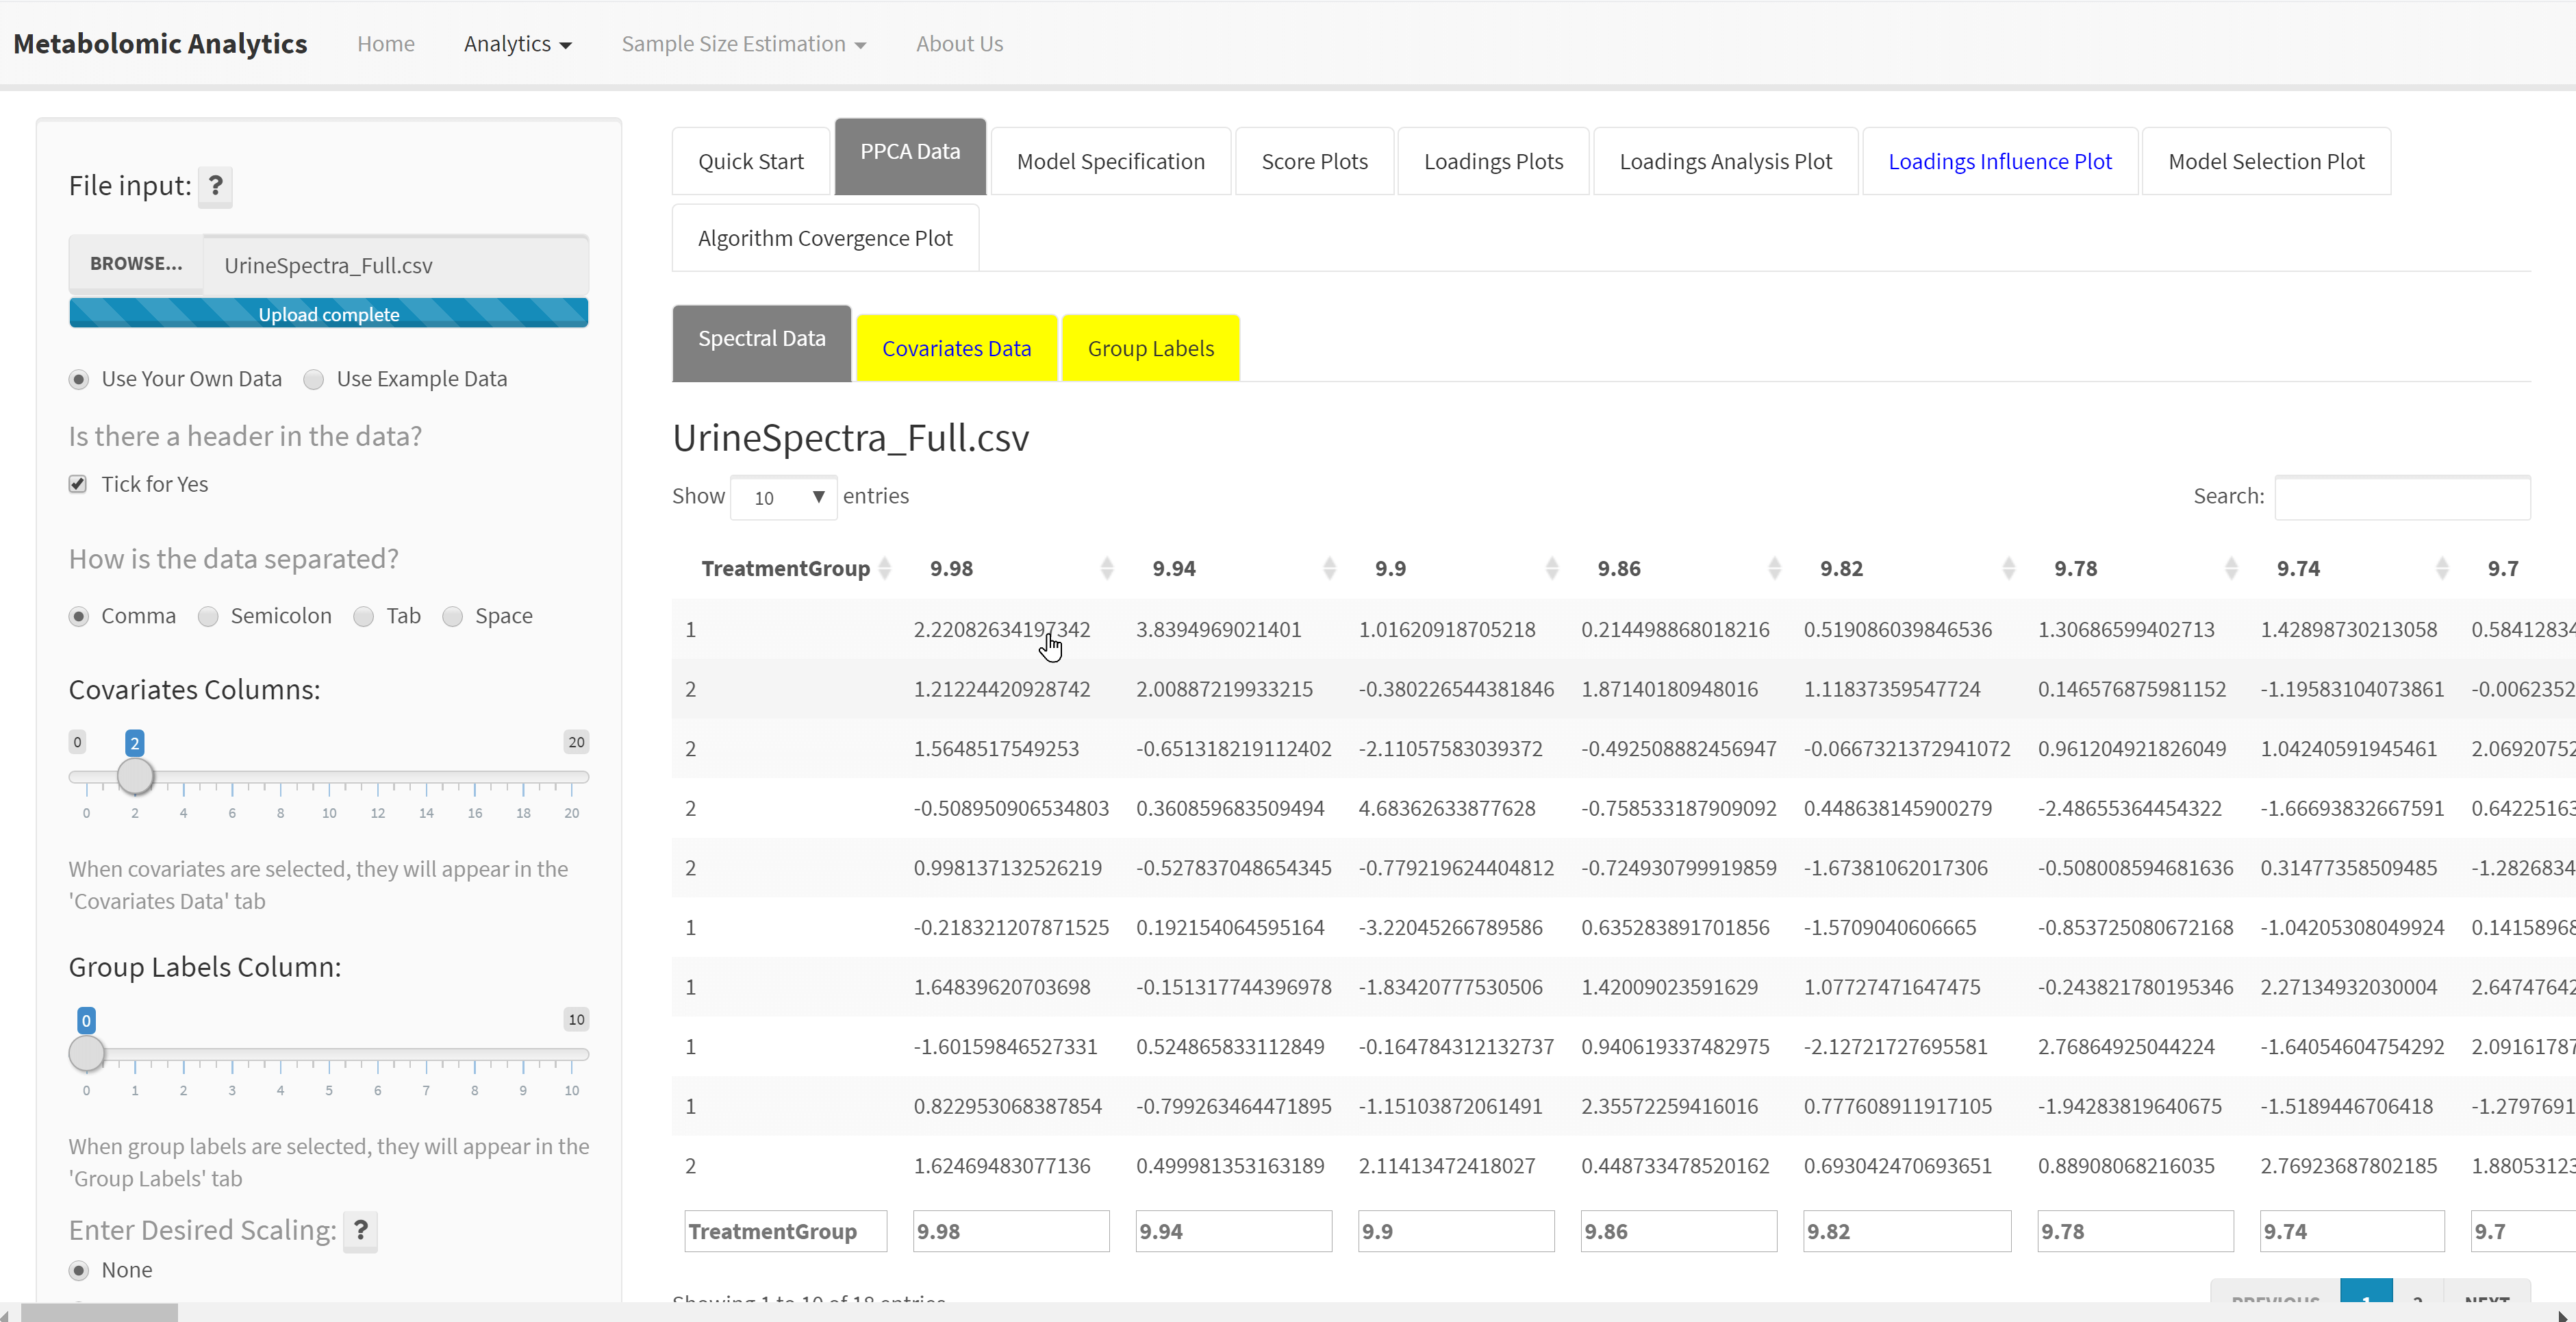 Metabolomic Analytics Home Analytics Sample Size Estimation About Us
File input: ?
BROWSE... UrineSpectra_Full.csv
Upload complete
Use Your Own Data Use Example Data
Is there a header in the data?
Tick for Yes
How is the data separated?
Comma Semicolon Tab Space
Covariates Columns:
0 2 20
0 2 4 6 8 10 12 14 16 18 20
When covariates are selected, they will appear in the
'Covariates Data' tab
Group Labels Column:
0 10
0 1 2 3 4 5 6 7 8 9 10
When group labels are selected, they will appear in the
'Group Labels' tab
Enter Desired Scaling: ?
None
Quick Start PPCA Data Model Specification Score Plots Loadings Plots Loadings Analysis Plot Loadings Influence Plot Model Selection Plot
Algorithm Covergence Plot
Spectral Data Covariates Data Group Labels
UrineSpectra_Full.csv
Show 10 entries Search:
TreatmentGroup 9.98 9.94 9.9 9.86 9.82 9.78 9.74 9.7
1 2.22082634197342 3.8394969021401 1.01620918705218 0.214498868018216 0.519086039846536 1.30686599402713 1.42898730213058 0.58412834
2 1.21224420928742 2.00887219933215 -0.380226544381846 1.87140180948016 1.11837359547724 0.146576875981152 -1.19583104073861 -0.0062352
2 1.5648517549253 -0.651318219112402 -2.11057583039372 -0.492508882456947 -0.0667321372941072 0.961204921826049 1.04240591945461 2.06920752
2 -0.508950906534803 0.360859683509494 4.68362633877628 -0.758533187909092 0.448638145900279 -2.48655364454322 -1.66693832667591 0.64225163
2 0.998137132526219 -0.527837048654345 -0.779219624404812 -0.724930799919859 -1.67381062017306 -0.508008594681636 0.31477358509485 -1.2826834
1 -0.218321207871525 0.192154064595164 -3.22045266789586 0.635283891701856 -1.5709040606665 -0.853725080672168 -1.04205308049924 0.14158968
1 1.64839620703698 -0.151317744396978 -1.83420777530506 1.42009023591629 1.07727471647475 -0.243821780195346 2.27134932030004 2.64747642
1 -1.60159846527331 0.524865833112849 -0.164784312132737 0.940619337482975 -2.12721727695581 2.76864925044224 -1.64054604754292 2.09161787
1 0.822953068387854 -0.799263464471895 -1.15103872061491 2.35572259416016 0.777608911917105 -1.94283819640675 -1.5189446706418 -1.2797691
2 1.62469483077136 0.499981353163189 2.11413472418027 0.448733478520162 0.693042470693651 0.88908068216035 2.76923687802185 1.88053123
TreatmentGroup 9.98 9.94 9.9 9.86 9.82 9.78 9.74 9.7
Showing 1 to 10 of 18 entries PREVIOUS 1 2 NEXT